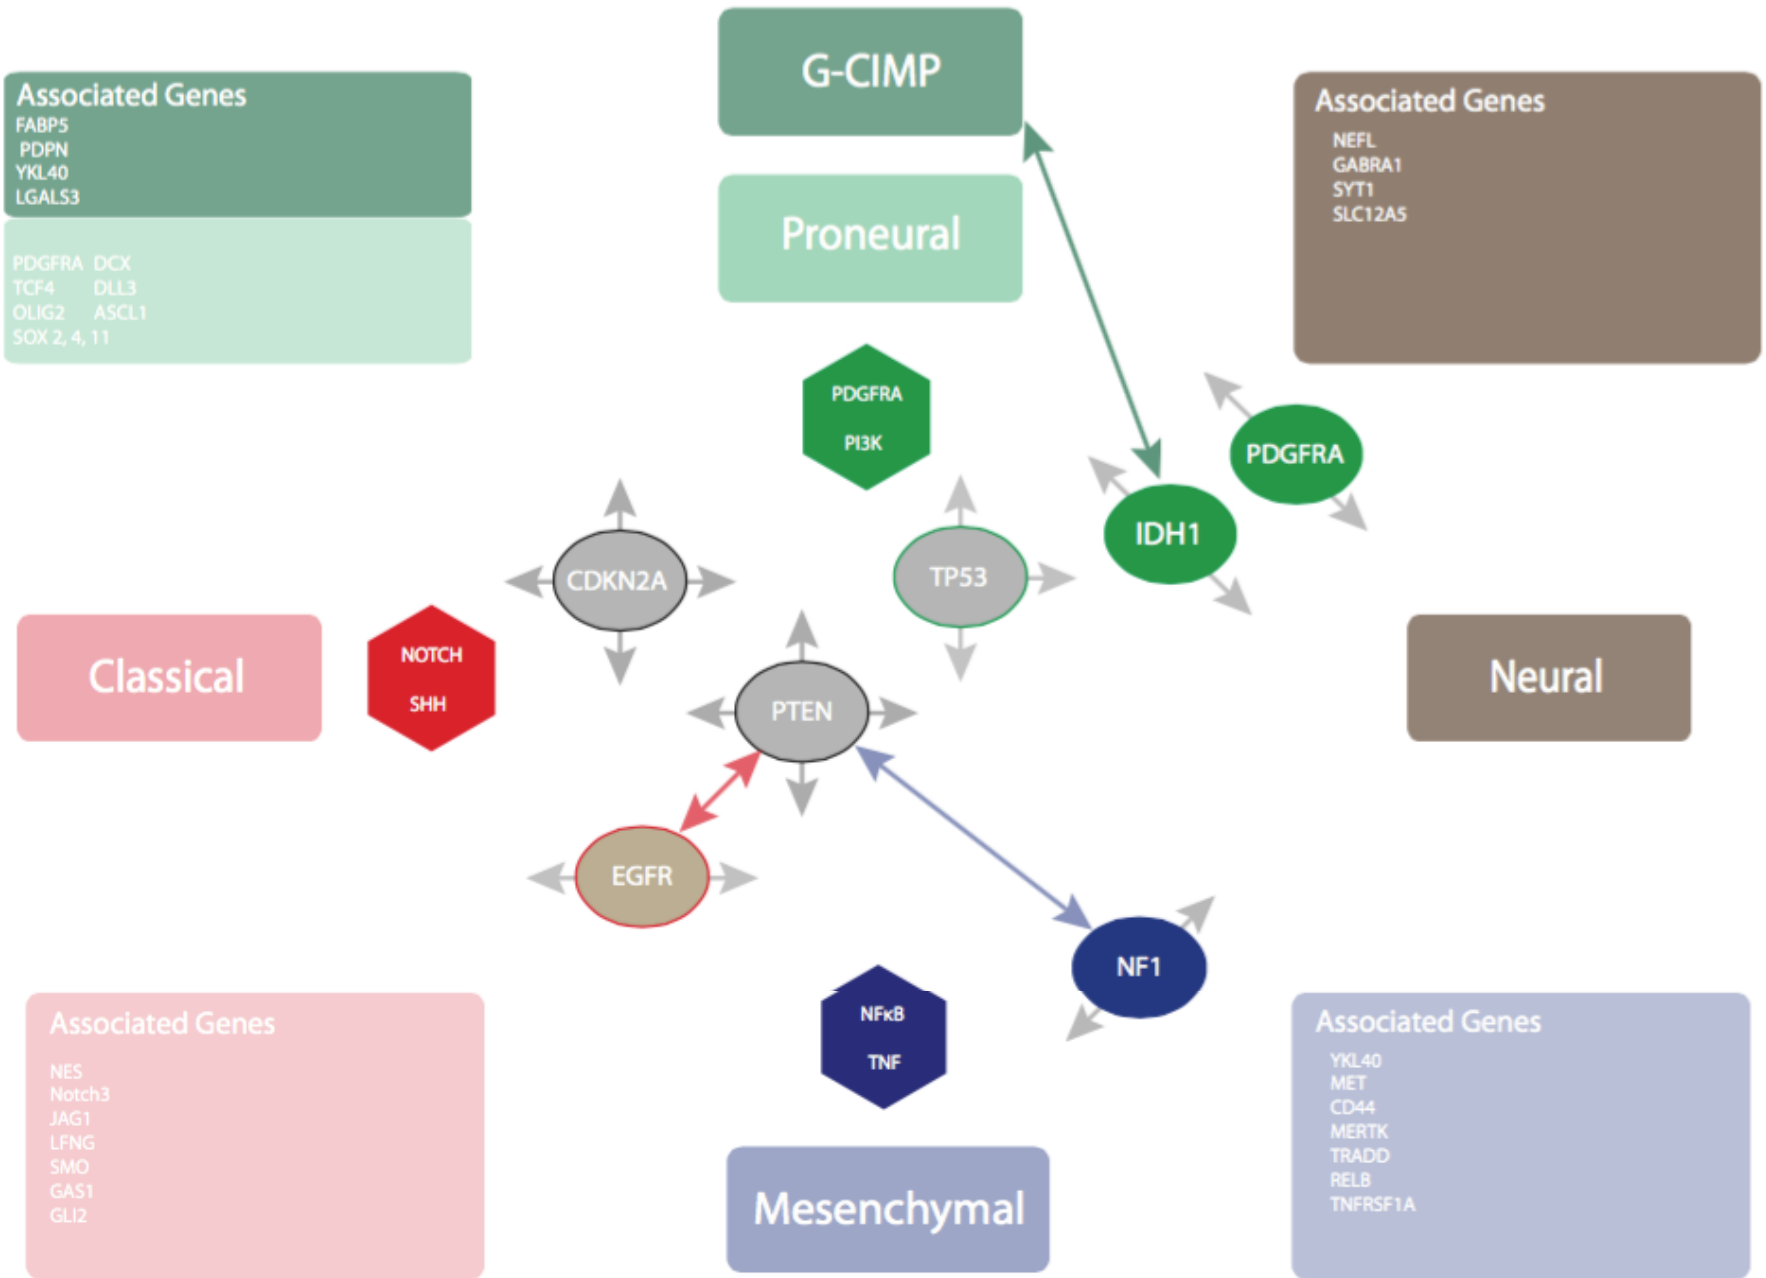 G-CIMP
Associated Genes
FABP5
PDPN
YKL40
LGALS3
PDGFRA DCX
TCF4 DLL3
OLIG2 ASCL1
SOX 2, 4, 11
Proneural
Associated Genes
NEFL
GABRA1
SYT1
SLC12A5
PDGFRA
PI3K
PDGFRA
IDH1
CDKN2A
TP53
Classical
NOTCH
SHH
PTEN
Neural
EGFR
NF1
NFκB
TNF
Associated Genes
NES
Notch3
JAG1
LFNG
SMO
GAS1
GLI2
Mesenchymal
Associated Genes
YKL40
MET
CD44
MERTK
TRADD
RELB
TNFRSF1A